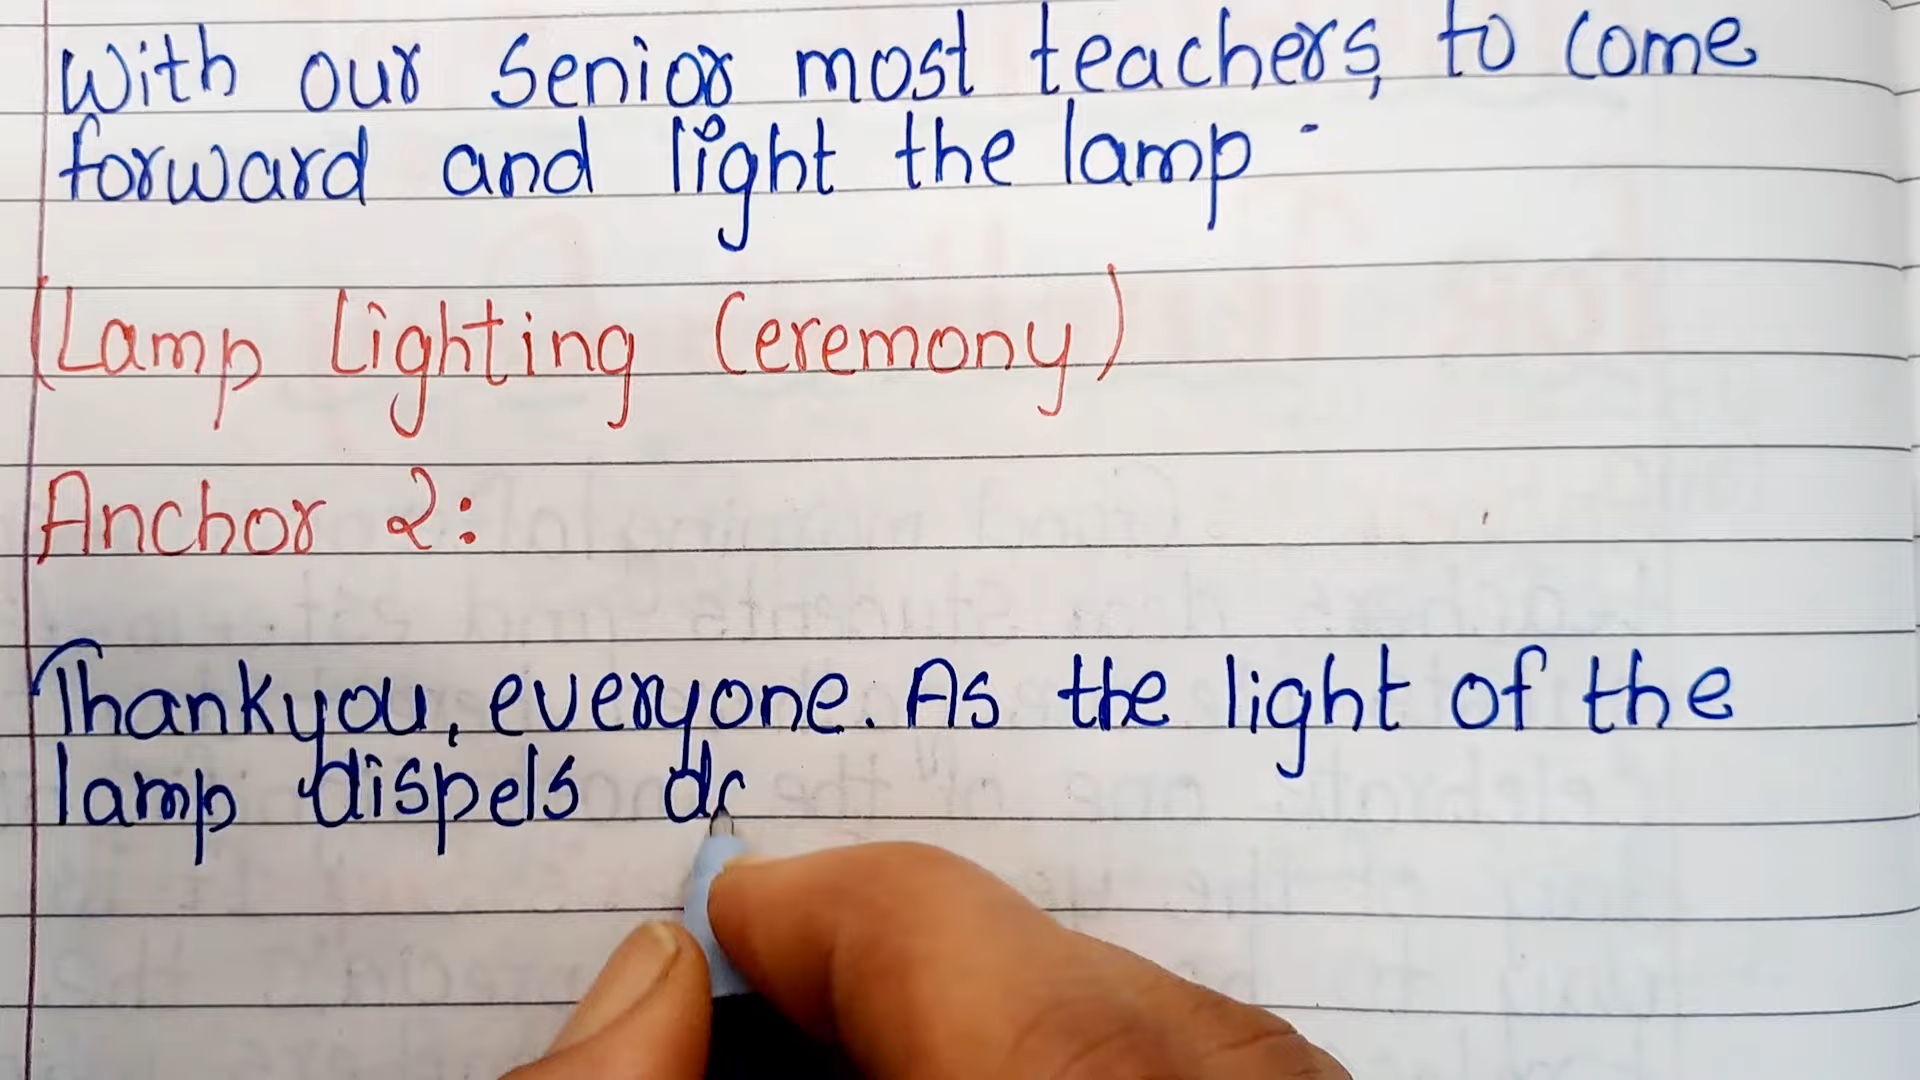 With our senior most teachers, to come
forward and light the lamp.
(Lamp Lighting Ceremony)
Anchor 2:
Thankyou, everyone. As the light of the
lamp dispels